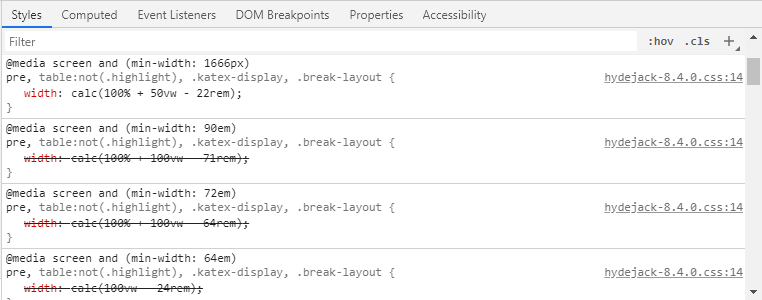 Styles Computed Event Listeners DOM Breakpoints Properties Accessibility
Filter :hov .cls +
@media screen and (min-width: 1666px)
pre, table:not(.highlight), .katex-display, .break-layout { hydejack-8.4.0.css:14
width: calc(100% + 50vw - 22rem);
}
@media screen and (min-width: 90em)
pre, table:not(.highlight), .katex-display, .break-layout { hydejack-8.4.0.css:14
width: calc(100% + 100vw - 71rem);
}
@media screen and (min-width: 72em)
pre, table:not(.highlight), .katex-display, .break-layout { hydejack-8.4.0.css:14
width: calc(100% + 100vw - 64rem);
}
@media screen and (min-width: 64em)
pre, table:not(.highlight), .katex-display, .break-layout { hydejack-8.4.0.css:14
width: calc(100vw - 24rem);